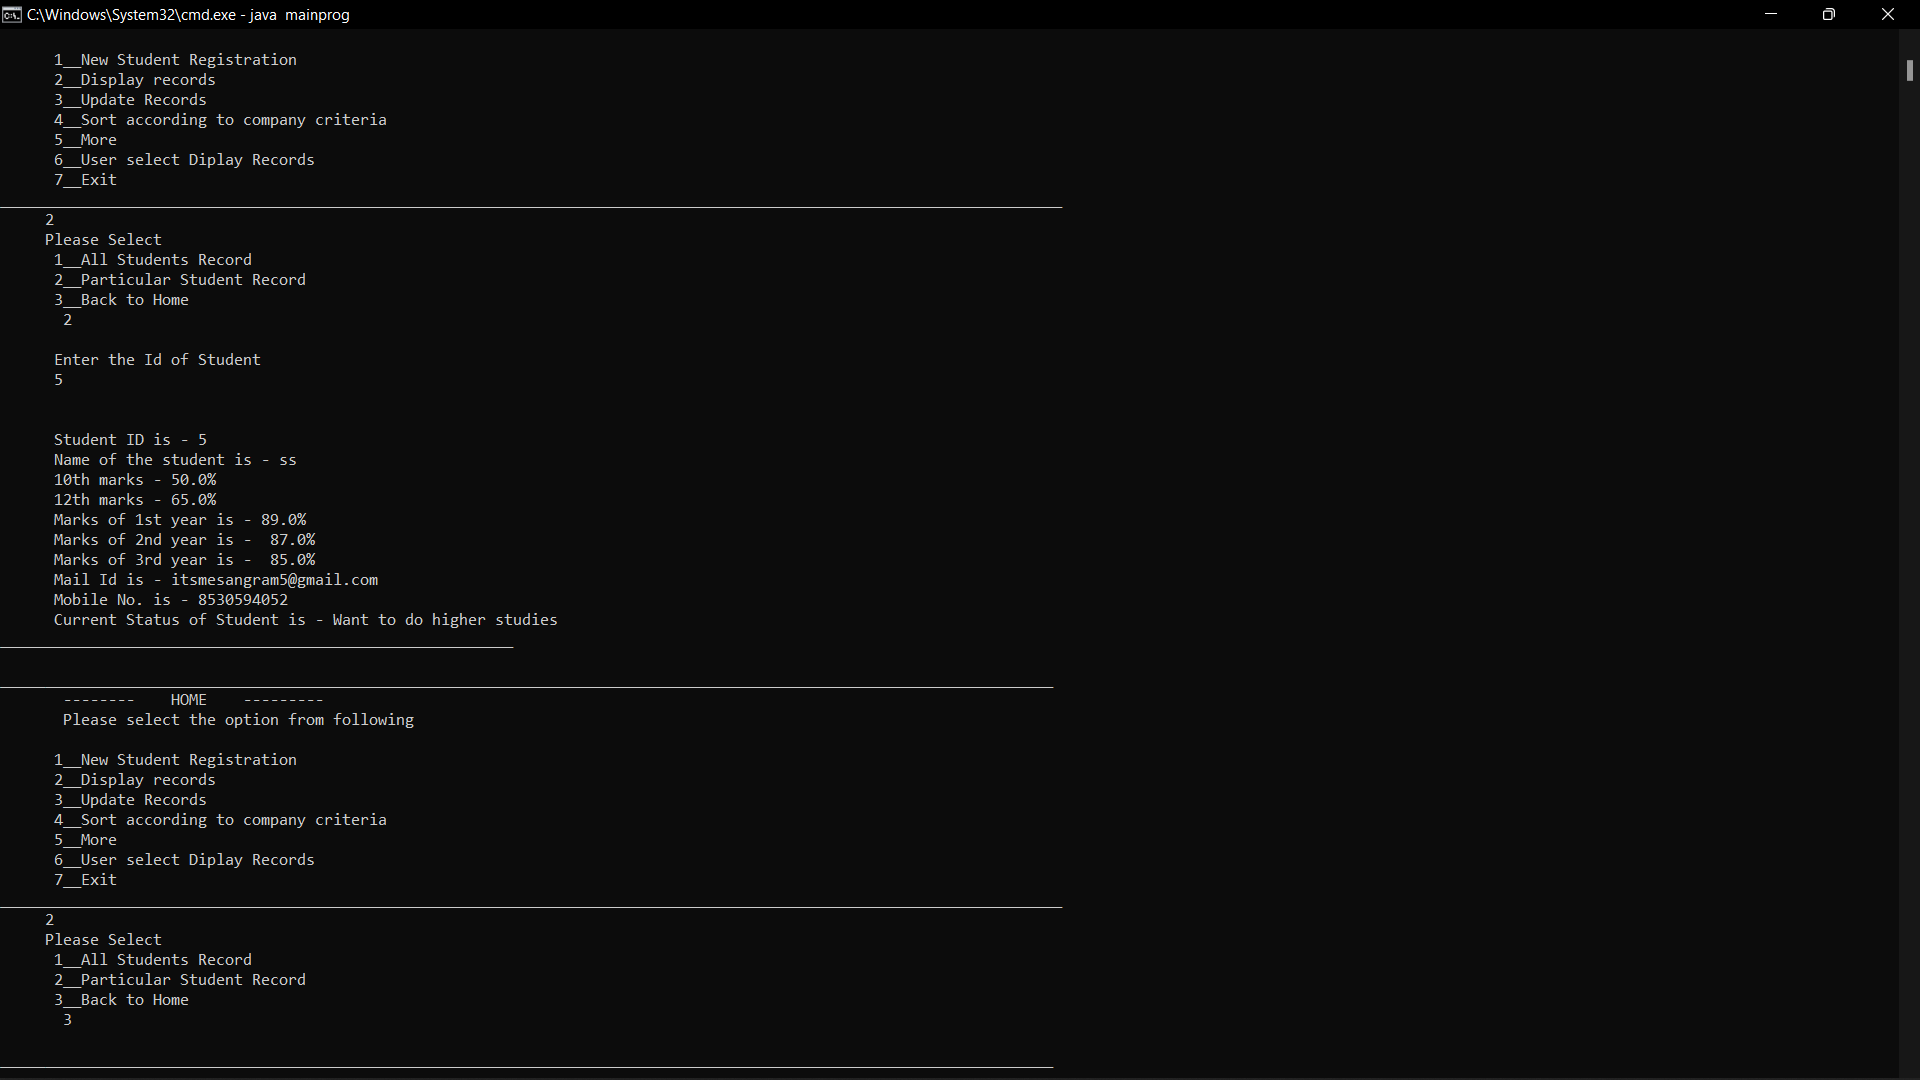 C:\Windows\System32\cmd.exe - java  mainprog
1__New Student Registration
2__Display records
3__Update Records
4__Sort according to company criteria
5__More
6__User select Diplay Records
7__Exit
2
Please Select
1__All Students Record
2__Particular Student Record
3__Back to Home
2
Enter the Id of Student
5
Student ID is - 5
Name of the student is - ss
10th marks - 50.0%
12th marks - 65.0%
Marks of 1st year is - 89.0%
Marks of 2nd year is -  87.0%
Marks of 3rd year is -  85.0%
Mail Id is - itsmesangram5@gmail.com
Mobile No. is - 8530594052
Current Status of Student is - Want to do higher studies
--------    HOME    ---------
Please select the option from following
1__New Student Registration
2__Display records
3__Update Records
4__Sort according to company criteria
5__More
6__User select Diplay Records
7__Exit
2
Please Select
1__All Students Record
2__Particular Student Record
3__Back to Home
3